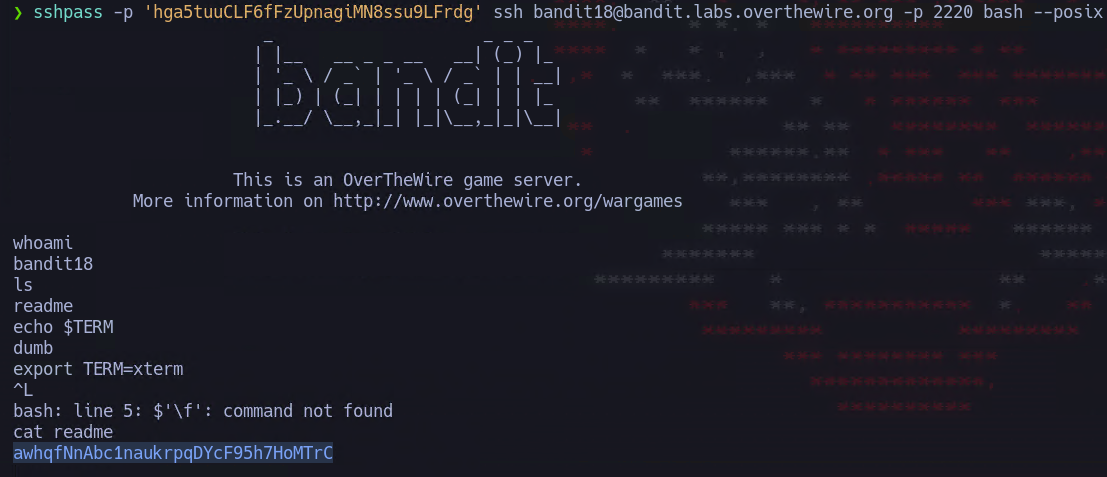 ❯ sshpass -p 'hga5tuuCLF6fFzUpnagiMN8ssu9LFrdg' ssh bandit18@bandit.labs.overthewire.org -p 2220 bash --posix
bandit
This is an OverTheWire game server.
More information on http://www.overthewire.org/wargames
whoami
bandit18
ls
readme
echo $TERM
dumb
export TERM=xterm
^L
bash: line 5: $'\f': command not found
cat readme
awhqfNnAbc1naukrpqDYcF95h7HoMTrC